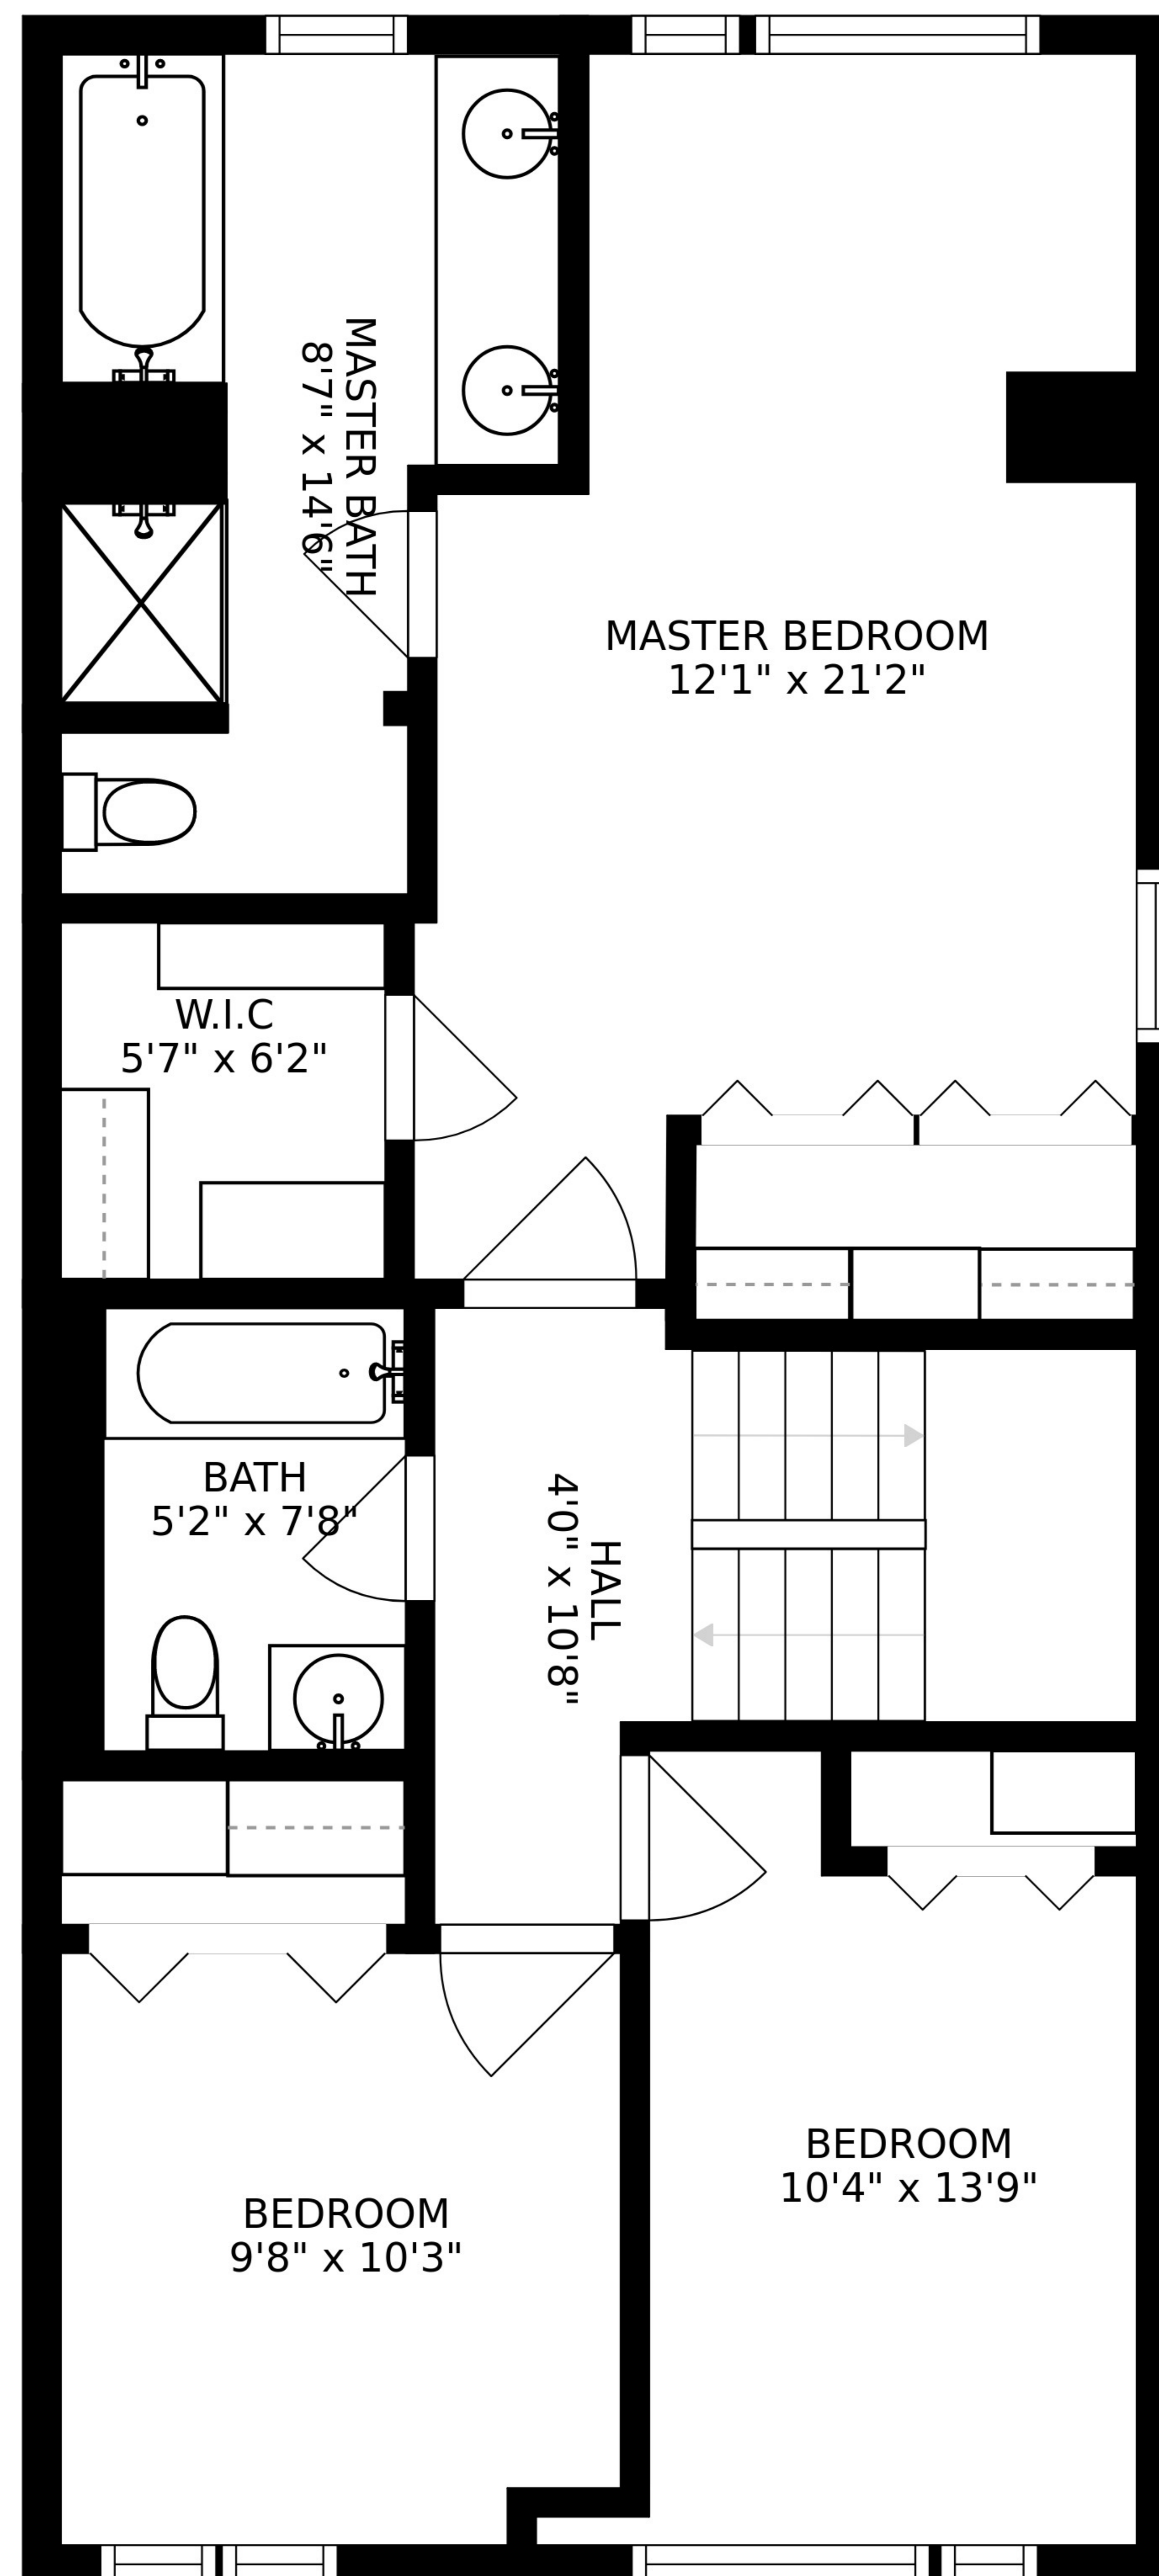 MASTER BATH
8'7" x 14'6"
MASTER BEDROOM
12'1" x 21'2"
W.I.C
5'7" x 6'2"
BATH
5'2" x 7'8"
HALL
4'0" x 10'8"
BEDROOM
10'4" x 13'9"
BEDROOM
9'8" x 10'3"